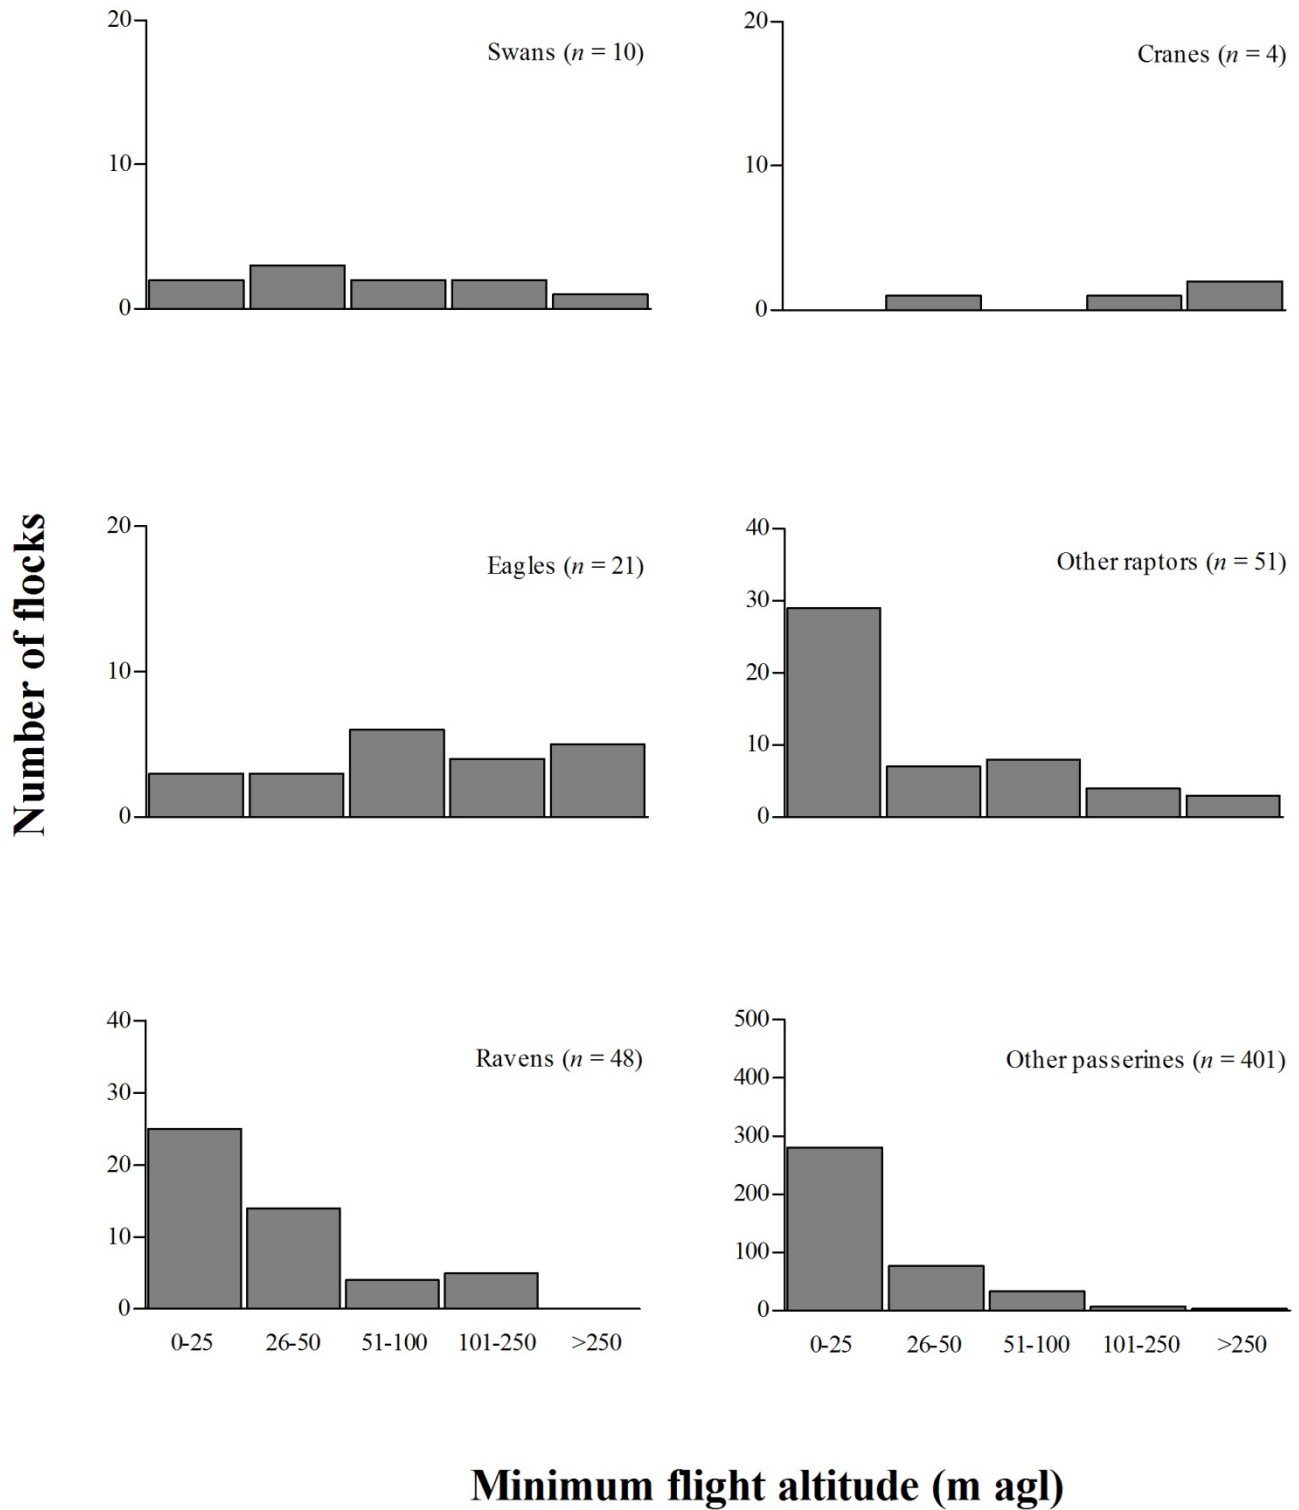 20
Swans (n = 10)
10
0
20
Cranes (n = 4)
10
0
Number of flocks
20
Eagles (n = 21)
10
0
40
Other raptors (n = 51)
30
20
10
0
40
Ravens (n = 48)
30
20
10
0
0-25 26-50 51-100 101-250 >250
500
Other passerines (n = 401)
400
300
200
100
0
0-25 26-50 51-100 101-250 >250
Minimum flight altitude (m agl)